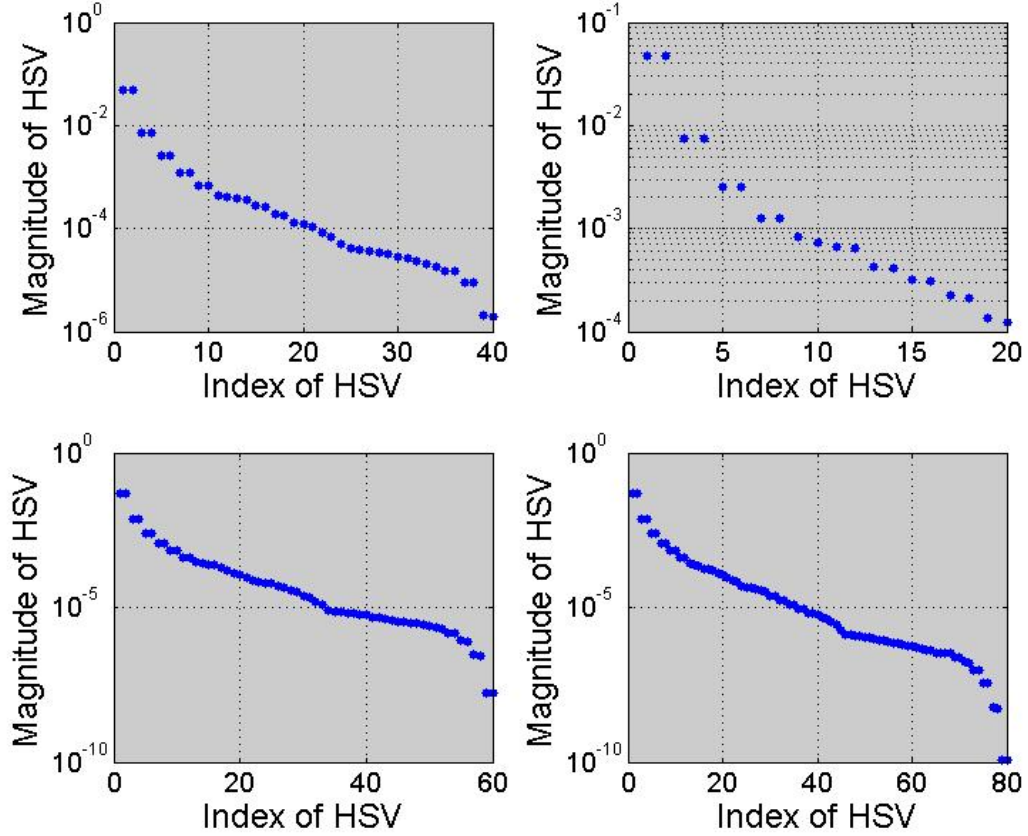 Magnitude of HSV
10^0
10^-2
10^-4
10^-6
0 10 20 30 40
Index of HSV
Magnitude of HSV
10^-1
10^-2
10^-3
10^-4
0 5 10 15 20
Index of HSV
Magnitude of HSV
10^0
10^-5
10^-10
0 20 40 60
Index of HSV
Magnitude of HSV
10^0
10^-5
10^-10
0 20 40 60 80
Index of HSV